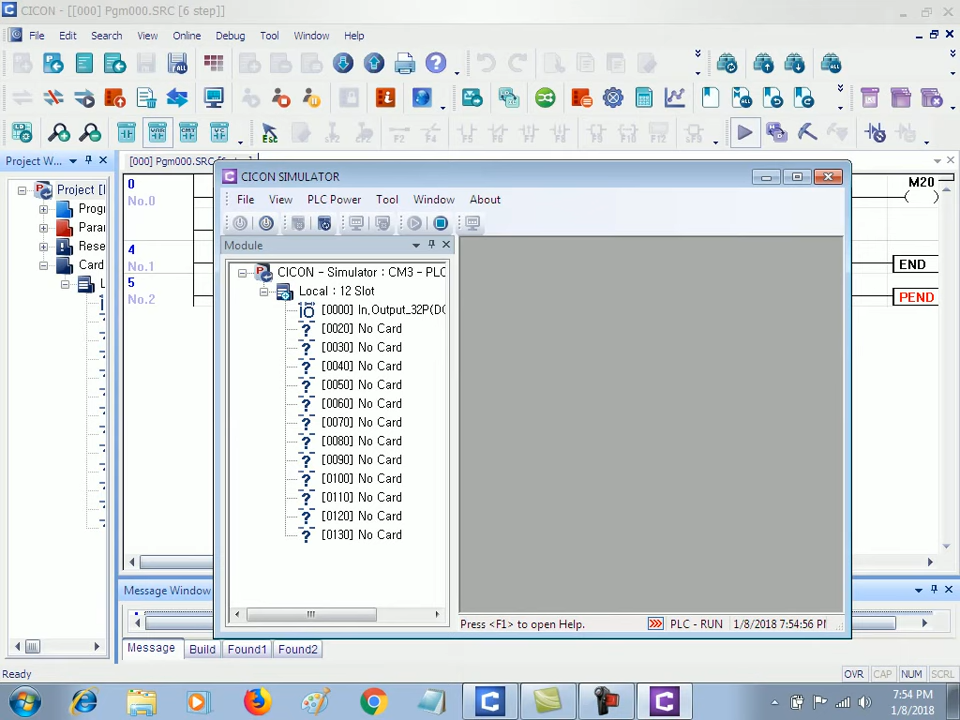 CICON - [[000] Pgm000.SRC [6 step]]
File Edit Search View Online Debug Tool Window Help
Project W...
[000] Pgm000.SRC
Project [
Progr
Para
Rese
Card
L
0
No.0
M20
4
No.1
END
5
No.2
PEND
CICON SIMULATOR
File View PLC Power Tool Window About
Module
CICON - Simulator : CM3 - PLC
Local : 12 Slot
[0000] In,Output_32P(DC
[0020] No Card
[0030] No Card
[0040] No Card
[0050] No Card
[0060] No Card
[0070] No Card
[0080] No Card
[0090] No Card
[0100] No Card
[0110] No Card
[0120] No Card
[0130] No Card
Press <F1> to open Help.
PLC - RUN
1/8/2018 7:54:56 P
Message Window
Message Build Found1 Found2
Ready
OVR CAP NUM SCRL
7:54 PM
1/8/2018